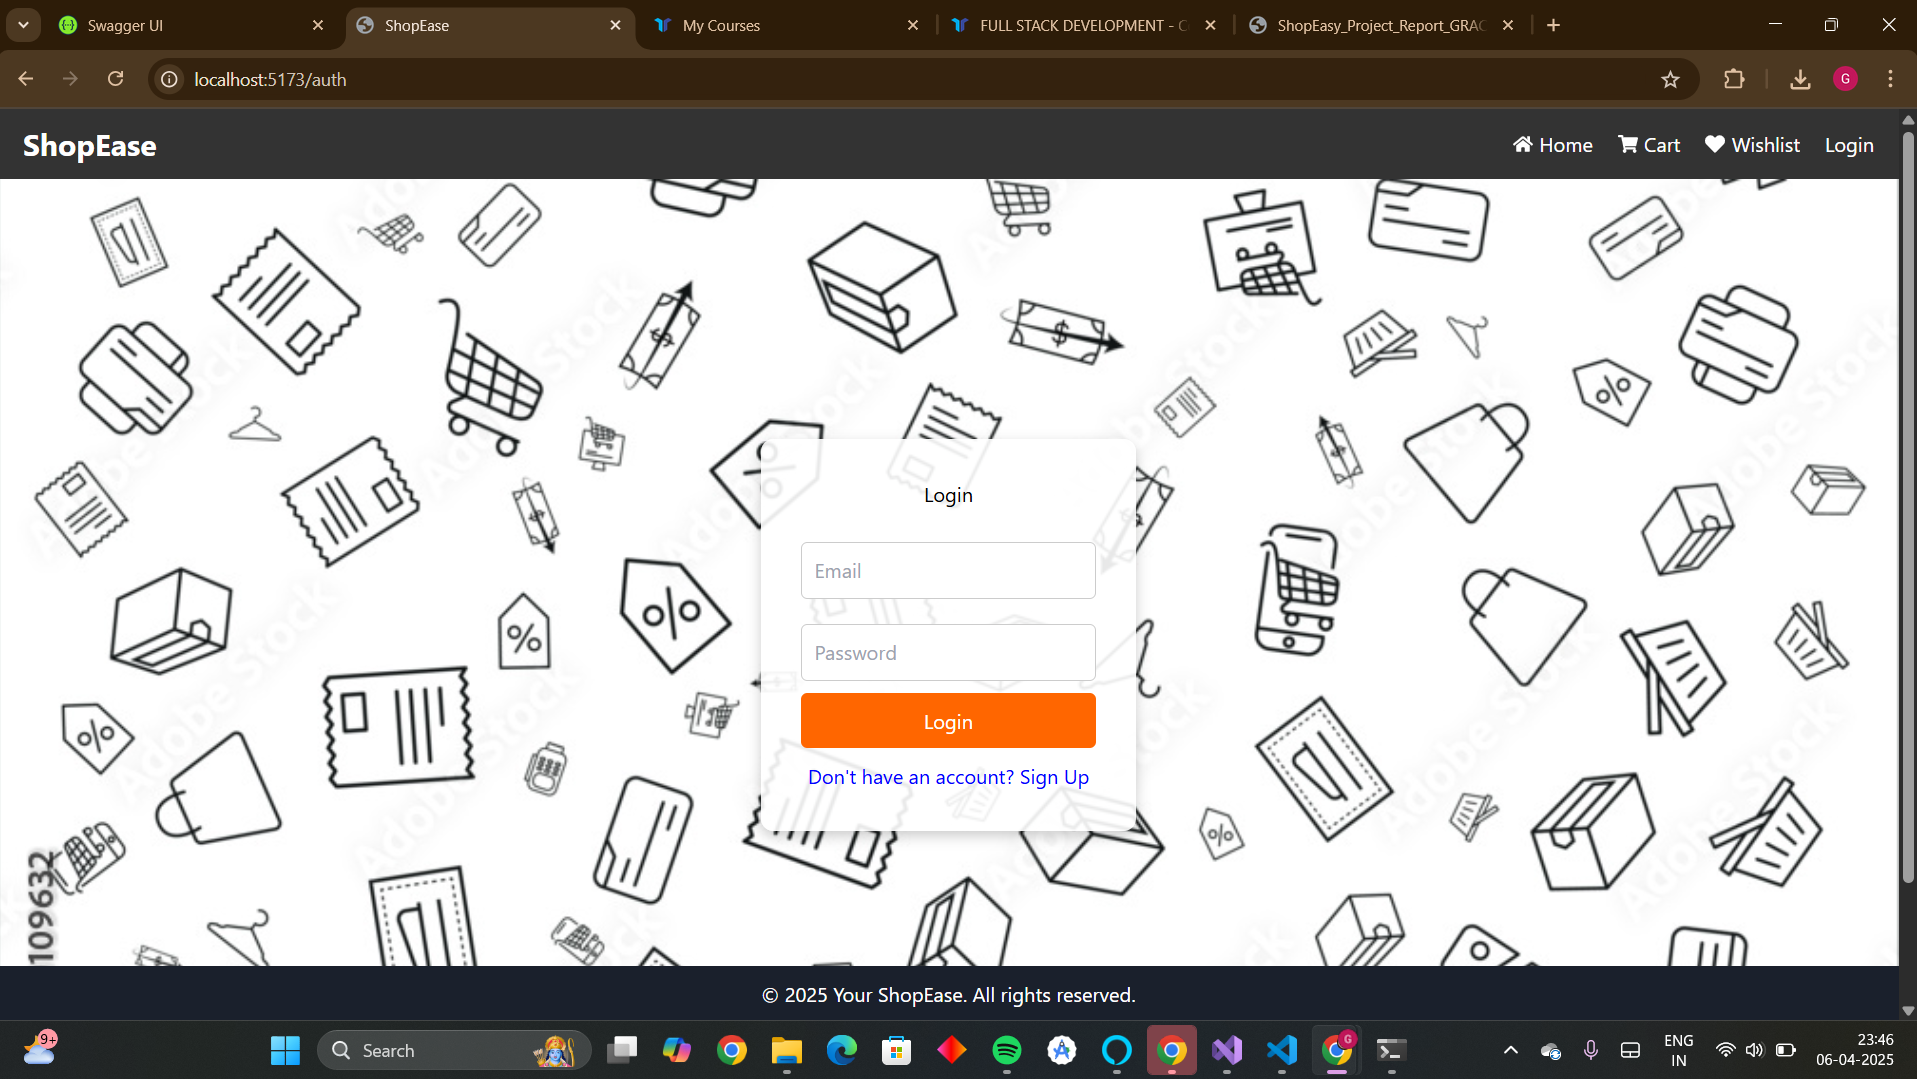 Swagger UI
ShopEase
My Courses
FULL STACK DEVELOPMENT - C
ShopEasy_Project_Report_GRAC
localhost:5173/auth
G
ShopEase
Home
Cart
Wishlist
Login
Adobe Stock
Login
Email
Password
Login
Don't have an account? Sign Up
109632
© 2025 Your ShopEase. All rights reserved.
9+
Search
G
ENG
IN
23:46
06-04-2025